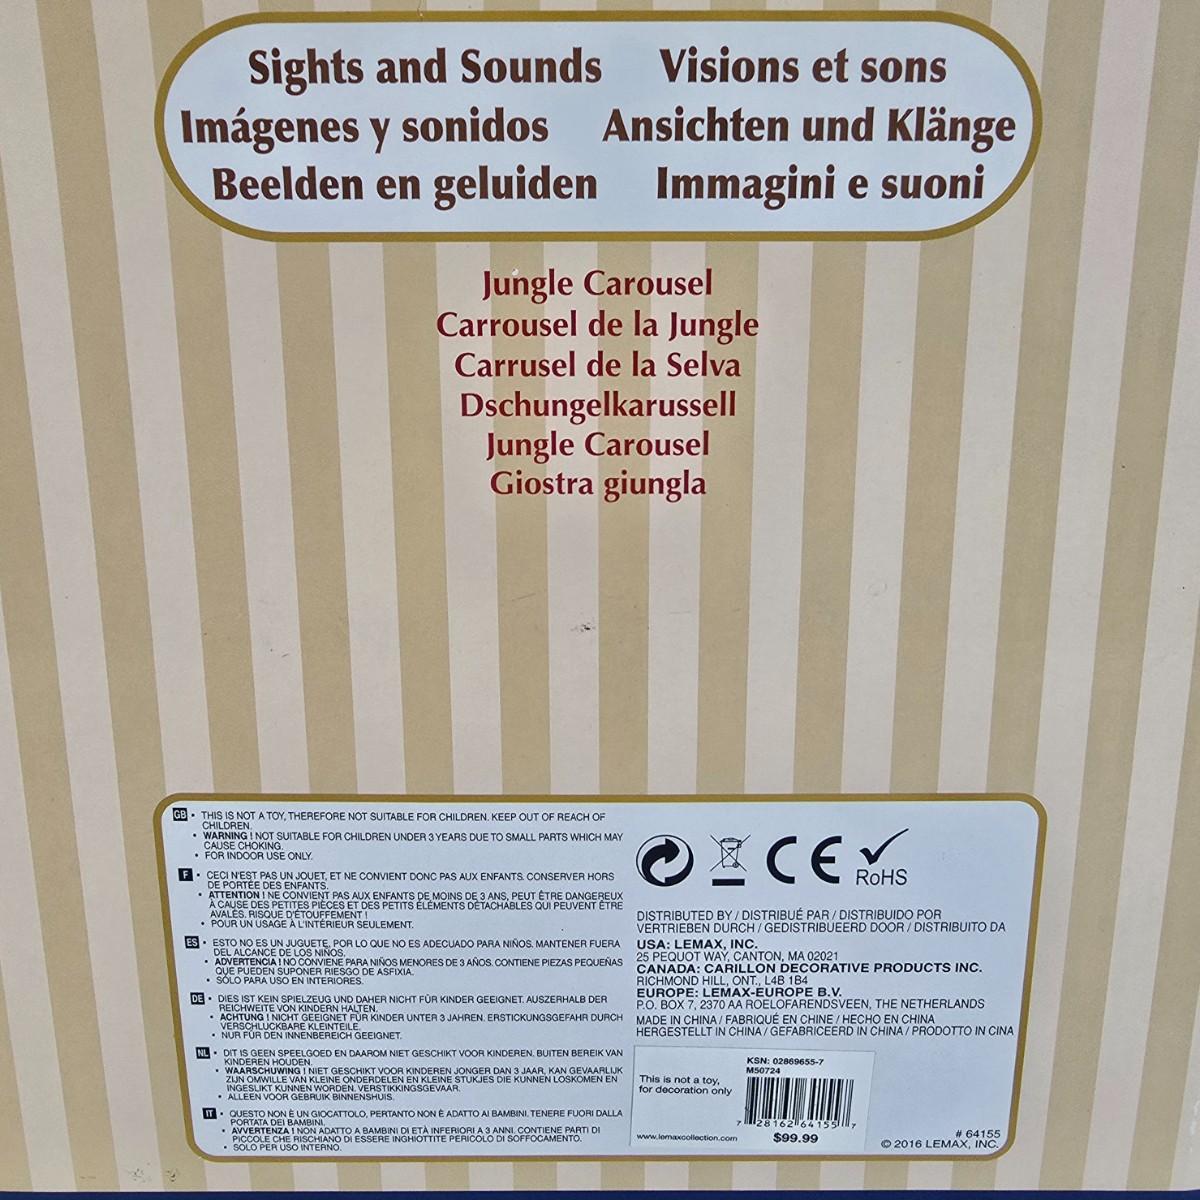 Sights and Sounds Visions et sons
Imágenes y sonidos Ansichten und Klänge
Beelden en geluiden Immagini e suoni
Jungle Carousel
Carrousel de la Jungle
Carrusel de la Selva
Dschungelkarussell
Jungle Carousel
Giostra giungla
GB • THIS IS NOT A TOY, THEREFORE NOT SUITABLE FOR CHILDREN. KEEP OUT OF REACH OF
CHILDREN.
• WARNING ! NOT SUITABLE FOR CHILDREN UNDER 3 YEARS DUE TO SMALL PARTS WHICH MAY
CAUSE CHOKING.
• FOR INDOOR USE ONLY.
F • CECI N'EST PAS UN JOUET, ET NE CONVIENT DONC PAS AUX ENFANTS. CONSERVER HORS
DE PORTÉE DES ENFANTS.
• ATTENTION ! NE CONVIENT PAS AUX ENFANTS DE MOINS DE 3 ANS, PEUT ÊTRE DANGEREUX
À CAUSE DES PETITES PIÈCES ET DES PETITS ÉLÉMENTS DÉTACHABLES QUI PEUVENT ÊTRE
AVALÉS. RISQUE D'ÉTOUFFEMENT !
• POUR UN USAGE À L'INTÉRIEUR SEULEMENT.
ES • ESTO NO ES UN JUGUETE, POR LO QUE NO ES ADECUADO PARA NIÑOS. MANTENER FUERA
DEL ALCANCE DE LOS NIÑOS.
• ADVERTENCIA ! NO CONVIENE PARA NIÑOS MENORES DE 3 AÑOS. CONTIENE PIEZAS PEQUEÑAS
QUE PUEDEN SUPONER RIESGO DE ASFIXIA.
• SÓLO PARA USO EN INTERIORES.
DE • DIES IST KEIN SPIELZEUG UND DAHER NICHT FÜR KINDER GEEIGNET. AUSZERHALB DER
REICHWEITE VON KINDERN HALTEN.
• ACHTUNG ! NICHT GEEIGNET FÜR KINDER UNTER 3 JAHREN. ERSTICKUNGSGEFAHR DURCH
VERSCHLUCKBARE KLEINTEILE.
• NUR FÜR DEN INNENBEREICH GEEIGNET.
NL • DIT IS GEEN SPEELGOED EN DAAROM NIET GESCHIKT VOOR KINDEREN. BUITEN BEREIK VAN
KINDEREN HOUDEN.
• WAARSCHUWING ! NIET GESCHIKT VOOR KINDEREN JONGER DAN 3 JAAR, KAN GEVAARLIJK
ZIJN OMWILLE VAN KLEINE ONDERDELEN EN KLEINE STUKJES DIE KUNNEN LOSKOMEN EN
INGESLIKT KUNNEN WORDEN. VERSTIKKINGSGEVAAR.
• ALLEEN VOOR GEBRUIK BINNENSHUIS.
IT • QUESTO NON È UN GIOCATTOLO, PERTANTO NON È ADATTO AI BAMBINI. TENERE FUORI DALLA
PORTATA DEI BAMBINI.
• AVVERTENZA ! NON ADATTO A BAMBINI DI ETÀ INFERIORI A 3 ANNI. CONTIENE PARTI DI
PICCOLE CHE RISCHIANO DI ESSERE INGHIOTTITE PERICOLO DI SOFFOCAMENTO.
• SOLO PER USO INTERNO.
CE RoHS
DISTRIBUTED BY / DISTRIBUÉ PAR / DISTRIBUIDO POR
VERTRIEBEN DURCH / GEDISTRIBUEERD DOOR / DISTRIBUITO DA
USA: LEMAX, INC.
25 PEQUOT WAY, CANTON, MA 02021
CANADA: CARILLON DECORATIVE PRODUCTS INC.
RICHMOND HILL, ONT., L4B 1B4
EUROPE: LEMAX-EUROPE B.V.
P.O. BOX 7, 2370 AA ROELOFARENDSVEEN, THE NETHERLANDS
MADE IN CHINA / FABRIQUÉ EN CHINE / HECHO EN CHINA
HERGESTELLT IN CHINA / GEFABRICEERD IN CHINA / PRODOTTO IN CINA
KSN: 02869655-7
M50724
This is not a toy,
for decoration only
7 28162 64155 7
www.lemaxcollection.com
$99.99
# 64155
© 2016 LEMAX, INC.